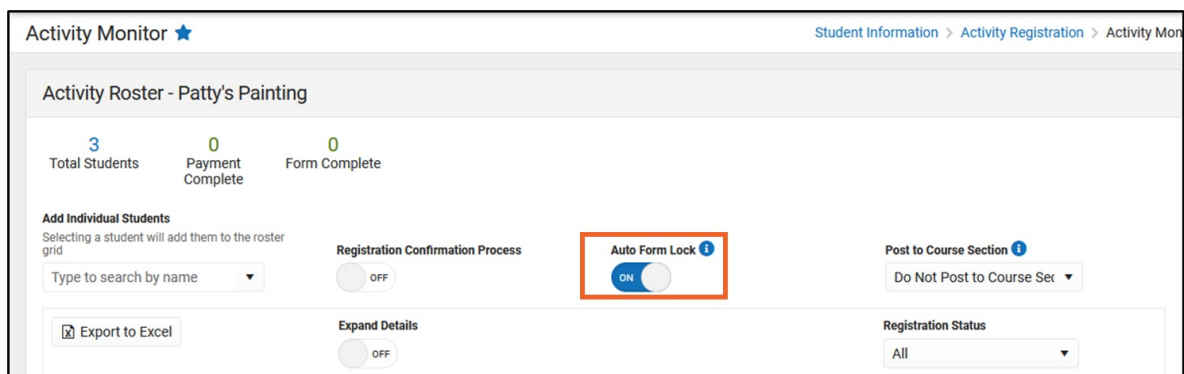 Activity Monitor
Student Information > Activity Registration > Activity Mon
Activity Roster - Patty's Painting
3
Total Students
0
Payment
Complete
0
Form Complete
Add Individual Students
Selecting a student will add them to the roster
grid
Type to search by name
Registration Confirmation Process
OFF
Auto Form Lock
ON
Post to Course Section
Do Not Post to Course Sec
Export to Excel
Expand Details
OFF
Registration Status
All